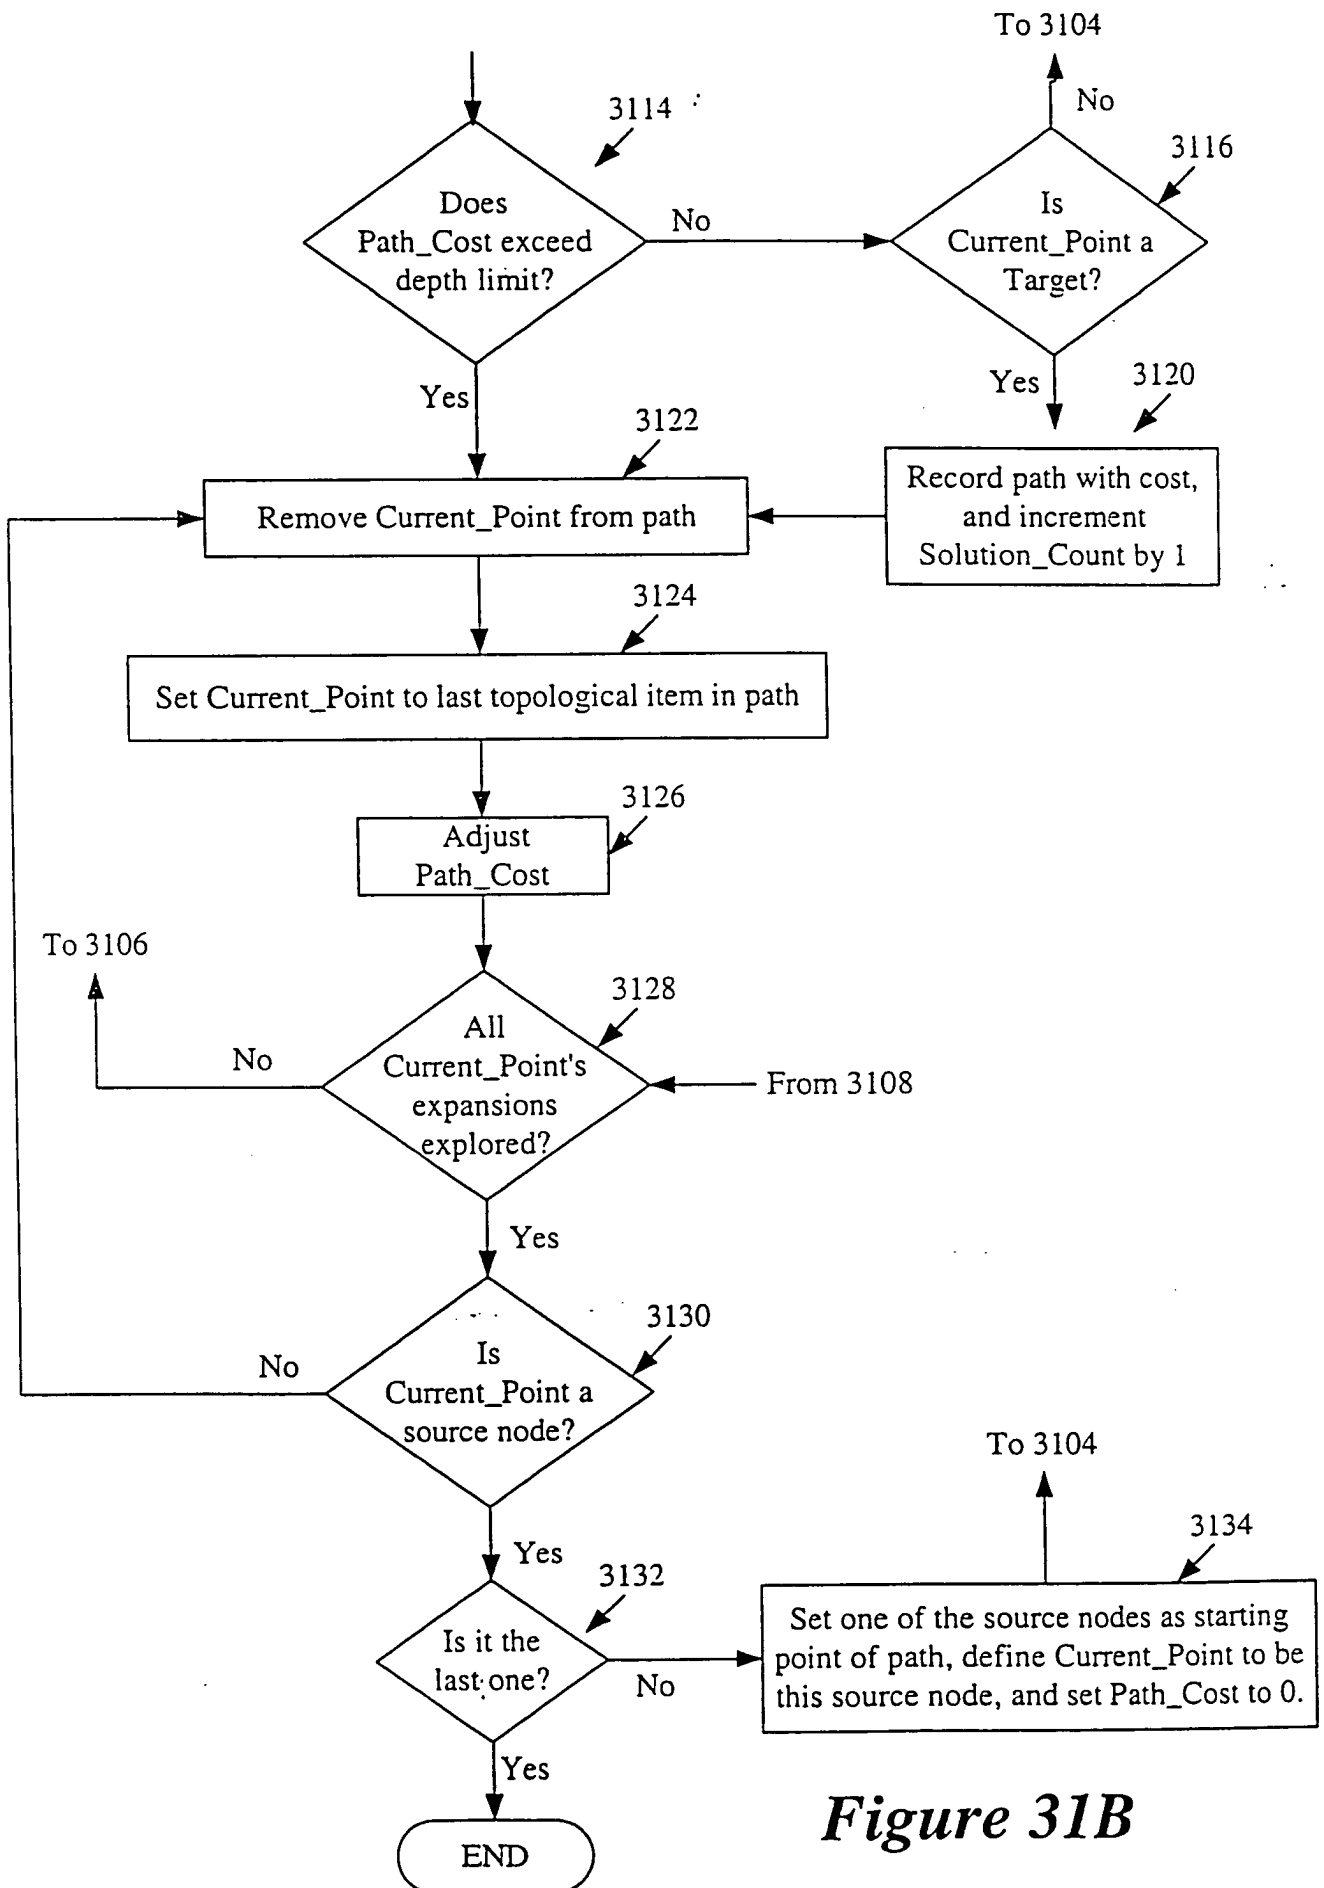 To 3104
No
3114
3116
Does
Path_Cost exceed
depth limit?
No
Is
Current_Point a
Target?
Yes
Yes
3120
3122
Remove Current_Point from path
Record path with cost,
and increment
Solution_Count by 1
3124
Set Current_Point to last topological item in path
3126
Adjust
Path_Cost
To 3106
3128
All
Current_Point's
expansions
explored?
No
From 3108
Yes
3130
No
Is
Current_Point a
source node?
To 3104
Yes
3134
3132
Is it the
last one?
No
Set one of the source nodes as starting
point of path, define Current_Point to be
this source node, and set Path_Cost to 0.
Yes
END
Figure 31B